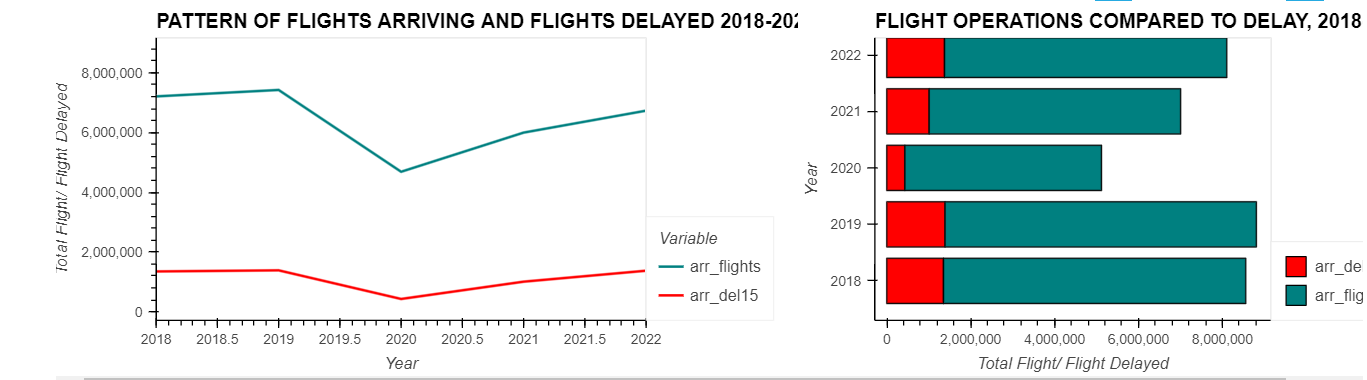 PATTERN OF FLIGHTS ARRIVING AND FLIGHTS DELAYED 2018-202
Total Flight/ Flight Delayed
8,000,000
6,000,000
4,000,000
2,000,000
0
2018 2018.5 2019 2019.5 2020 2020.5 2021 2021.5 2022
Year
Variable
arr_flights
arr_del15
FLIGHT OPERATIONS COMPARED TO DELAY, 2018
Year
2022
2021
2020
2019
2018
0 2,000,000 4,000,000 6,000,000 8,000,000
Total Flight/ Flight Delayed
arr_del
arr_flig